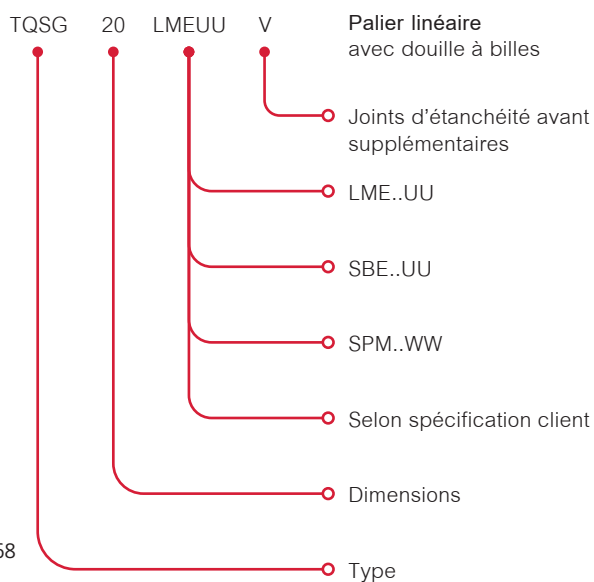 TQSG 20 LMEUU V
Palier linéaire
avec douille à billes
Joints d'étanchéité avant
supplémentaires
LME..UU
SBE..UU
SPM..WW
Selon spécification client
Dimensions
Type